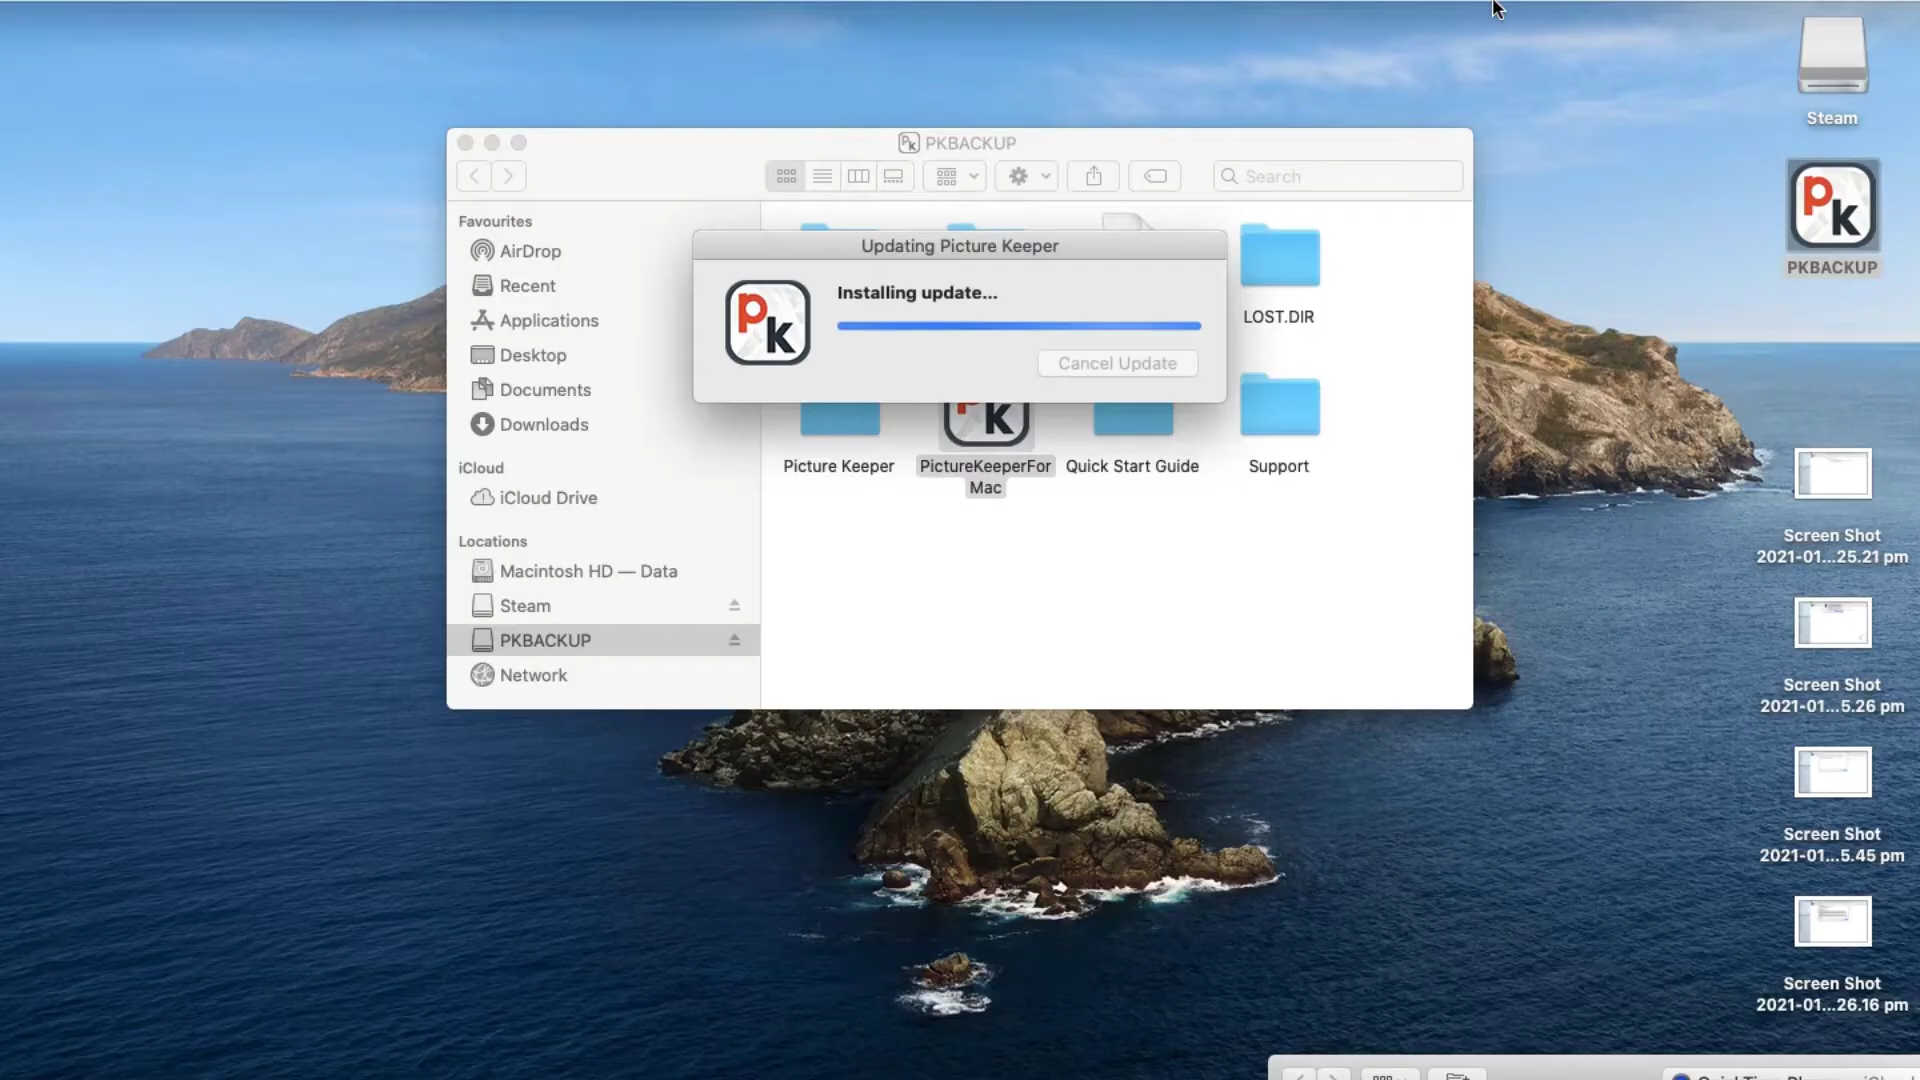 PKBACKUP
Search
Favourites
AirDrop
Recent
Applications
Desktop
Documents
Downloads
iCloud
iCloud Drive
Locations
Macintosh HD — Data
Steam
PKBACKUP
Network
Updating Picture Keeper
Installing update...
Cancel Update
pk
LOST.DIR
Picture Keeper
PictureKeeperFor
Mac
Quick Start Guide
Support
Steam
pk
PKBACKUP
Screen Shot
2021-01...25.21 pm
Screen Shot
2021-01...5.26 pm
Screen Shot
2021-01...5.45 pm
Screen Shot
2021-01...26.16 pm